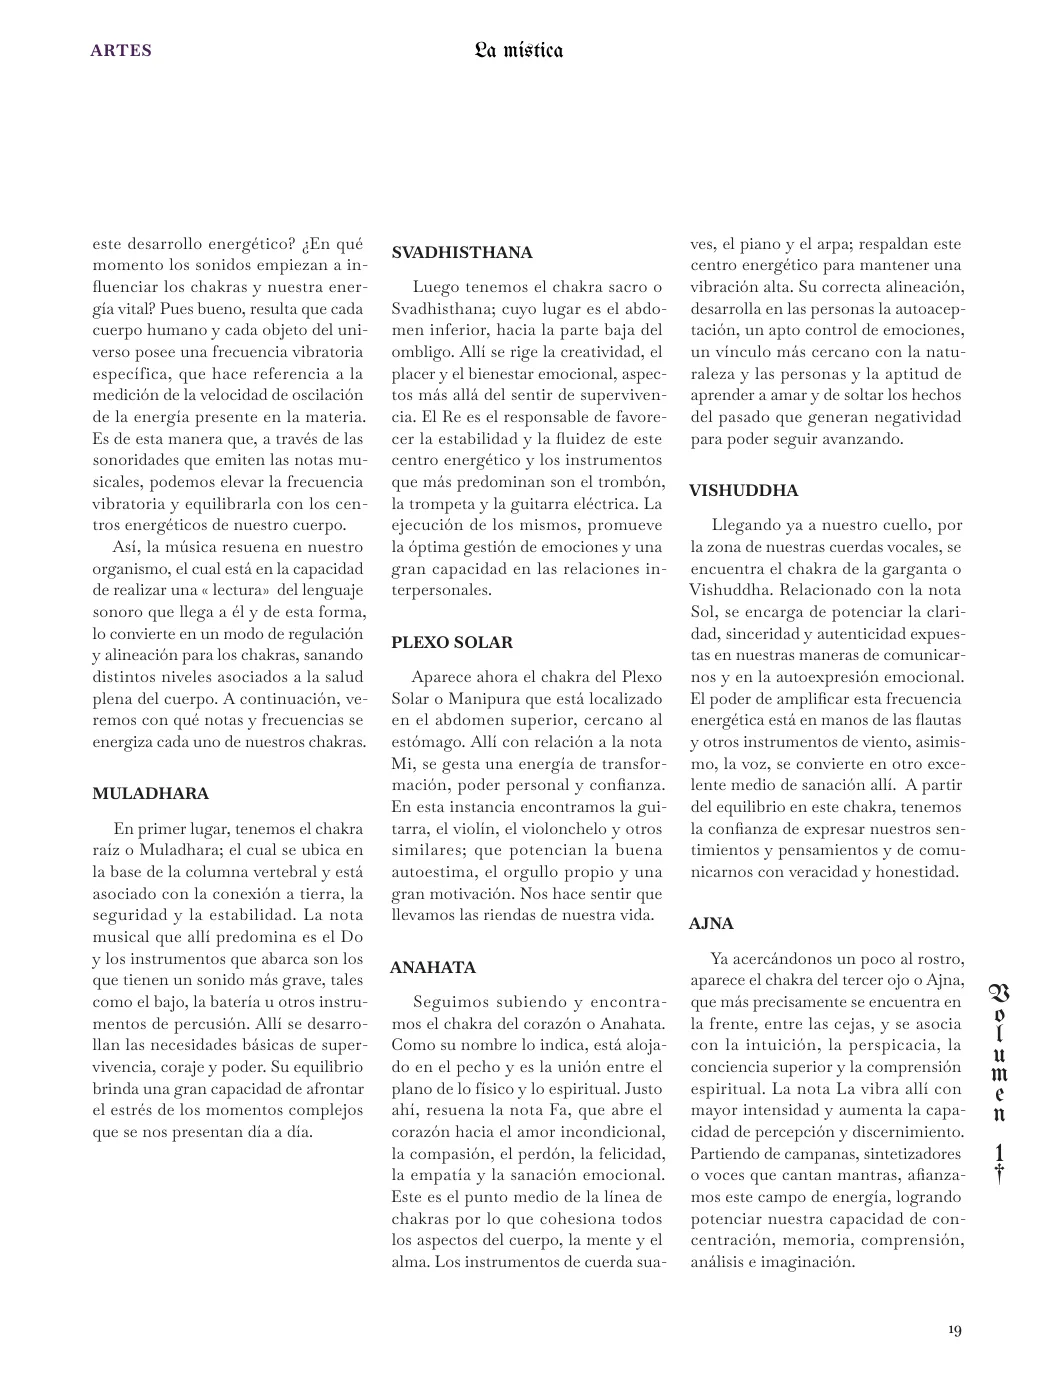 ARTES
La mística
este desarrollo energético? ¿En qué
momento los sonidos empiezan a in-
fluenciar los chakras y nuestra ener-
gía vital? Pues bueno, resulta que cada
cuerpo humano y cada objeto del uni-
verso posee una frecuencia vibratoria
específica, que hace referencia a la
medición de la velocidad de oscilación
de la energía presente en la materia.
Es de esta manera que, a través de las
sonoridades que emiten las notas mu-
sicales, podemos elevar la frecuencia
vibratoria y equilibrarla con los cen-
tros energéticos de nuestro cuerpo.
Así, la música resuena en nuestro
organismo, el cual está en la capacidad
de realizar una « lectura»  del lenguaje
sonoro que llega a él y de esta forma,
lo convierte en un modo de regulación
y alineación para los chakras, sanando
distintos niveles asociados a la salud
plena del cuerpo. A continuación, ve-
remos con qué notas y frecuencias se
energiza cada uno de nuestros chakras.
MULADHARA
En primer lugar, tenemos el chakra
raíz o Muladhara; el cual se ubica en
la base de la columna vertebral y está
asociado con la conexión a tierra, la
seguridad y la estabilidad. La nota
musical que allí predomina es el Do
y los instrumentos que abarca son los
que tienen un sonido más grave, tales
como el bajo, la batería u otros instru-
mentos de percusión. Allí se desarro-
llan las necesidades básicas de super-
vivencia, coraje y poder. Su equilibrio
brinda una gran capacidad de afrontar
el estrés de los momentos complejos
que se nos presentan día a día.
SVADHISTHANA
Luego tenemos el chakra sacro o
Svadhisthana; cuyo lugar es el abdo-
men inferior, hacia la parte baja del
ombligo. Allí se rige la creatividad, el
placer y el bienestar emocional, aspec-
tos más allá del sentir de superviven-
cia. El Re es el responsable de favore-
cer la estabilidad y la fluidez de este
centro energético y los instrumentos
que más predominan son el trombón,
la trompeta y la guitarra eléctrica. La
ejecución de los mismos, promueve
la óptima gestión de emociones y una
gran capacidad en las relaciones in-
terpersonales.
PLEXO SOLAR
Aparece ahora el chakra del Plexo
Solar o Manipura que está localizado
en el abdomen superior, cercano al
estómago. Allí con relación a la nota
Mi, se gesta una energía de transfor-
mación, poder personal y confianza.
En esta instancia encontramos la gui-
tarra, el violín, el violonchelo y otros
similares; que potencian la buena
autoestima, el orgullo propio y una
gran motivación. Nos hace sentir que
llevamos las riendas de nuestra vida.
ANAHATA
Seguimos subiendo y encontra-
mos el chakra del corazón o Anahata.
Como su nombre lo indica, está aloja-
do en el pecho y es la unión entre el
plano de lo físico y lo espiritual. Justo
ahí, resuena la nota Fa, que abre el
corazón hacia el amor incondicional,
la compasión, el perdón, la felicidad,
la empatía y la sanación emocional.
Este es el punto medio de la línea de
chakras por lo que cohesiona todos
los aspectos del cuerpo, la mente y el
alma. Los instrumentos de cuerda sua-
ves, el piano y el arpa; respaldan este
centro energético para mantener una
vibración alta. Su correcta alineación,
desarrolla en las personas la autoacep-
tación, un apto control de emociones,
un vínculo más cercano con la natu-
raleza y las personas y la aptitud de
aprender a amar y de soltar los hechos
del pasado que generan negatividad
para poder seguir avanzando.
VISHUDDHA
Llegando ya a nuestro cuello, por
la zona de nuestras cuerdas vocales, se
encuentra el chakra de la garganta o
Vishuddha. Relacionado con la nota
Sol, se encarga de potenciar la clari-
dad, sinceridad y autenticidad expues-
tas en nuestras maneras de comunicar-
nos y en la autoexpresión emocional.
El poder de amplificar esta frecuencia
energética está en manos de las flautas
y otros instrumentos de viento, asimis-
mo, la voz, se convierte en otro exce-
lente medio de sanación allí.  A partir
del equilibrio en este chakra, tenemos
la confianza de expresar nuestros sen-
timientos y pensamientos y de comu-
nicarnos con veracidad y honestidad.
AJNA
Ya acercándonos un poco al rostro,
aparece el chakra del tercer ojo o Ajna,
que más precisamente se encuentra en
la frente, entre las cejas, y se asocia
con la intuición, la perspicacia, la
conciencia superior y la comprensión
espiritual. La nota La vibra allí con
mayor intensidad y aumenta la capa-
cidad de percepción y discernimiento.
Partiendo de campanas, sintetizadores
o voces que cantan mantras, afianza-
mos este campo de energía, logrando
potenciar nuestra capacidad de con-
centración, memoria, comprensión,
análisis e imaginación.
Volumen 1†
19